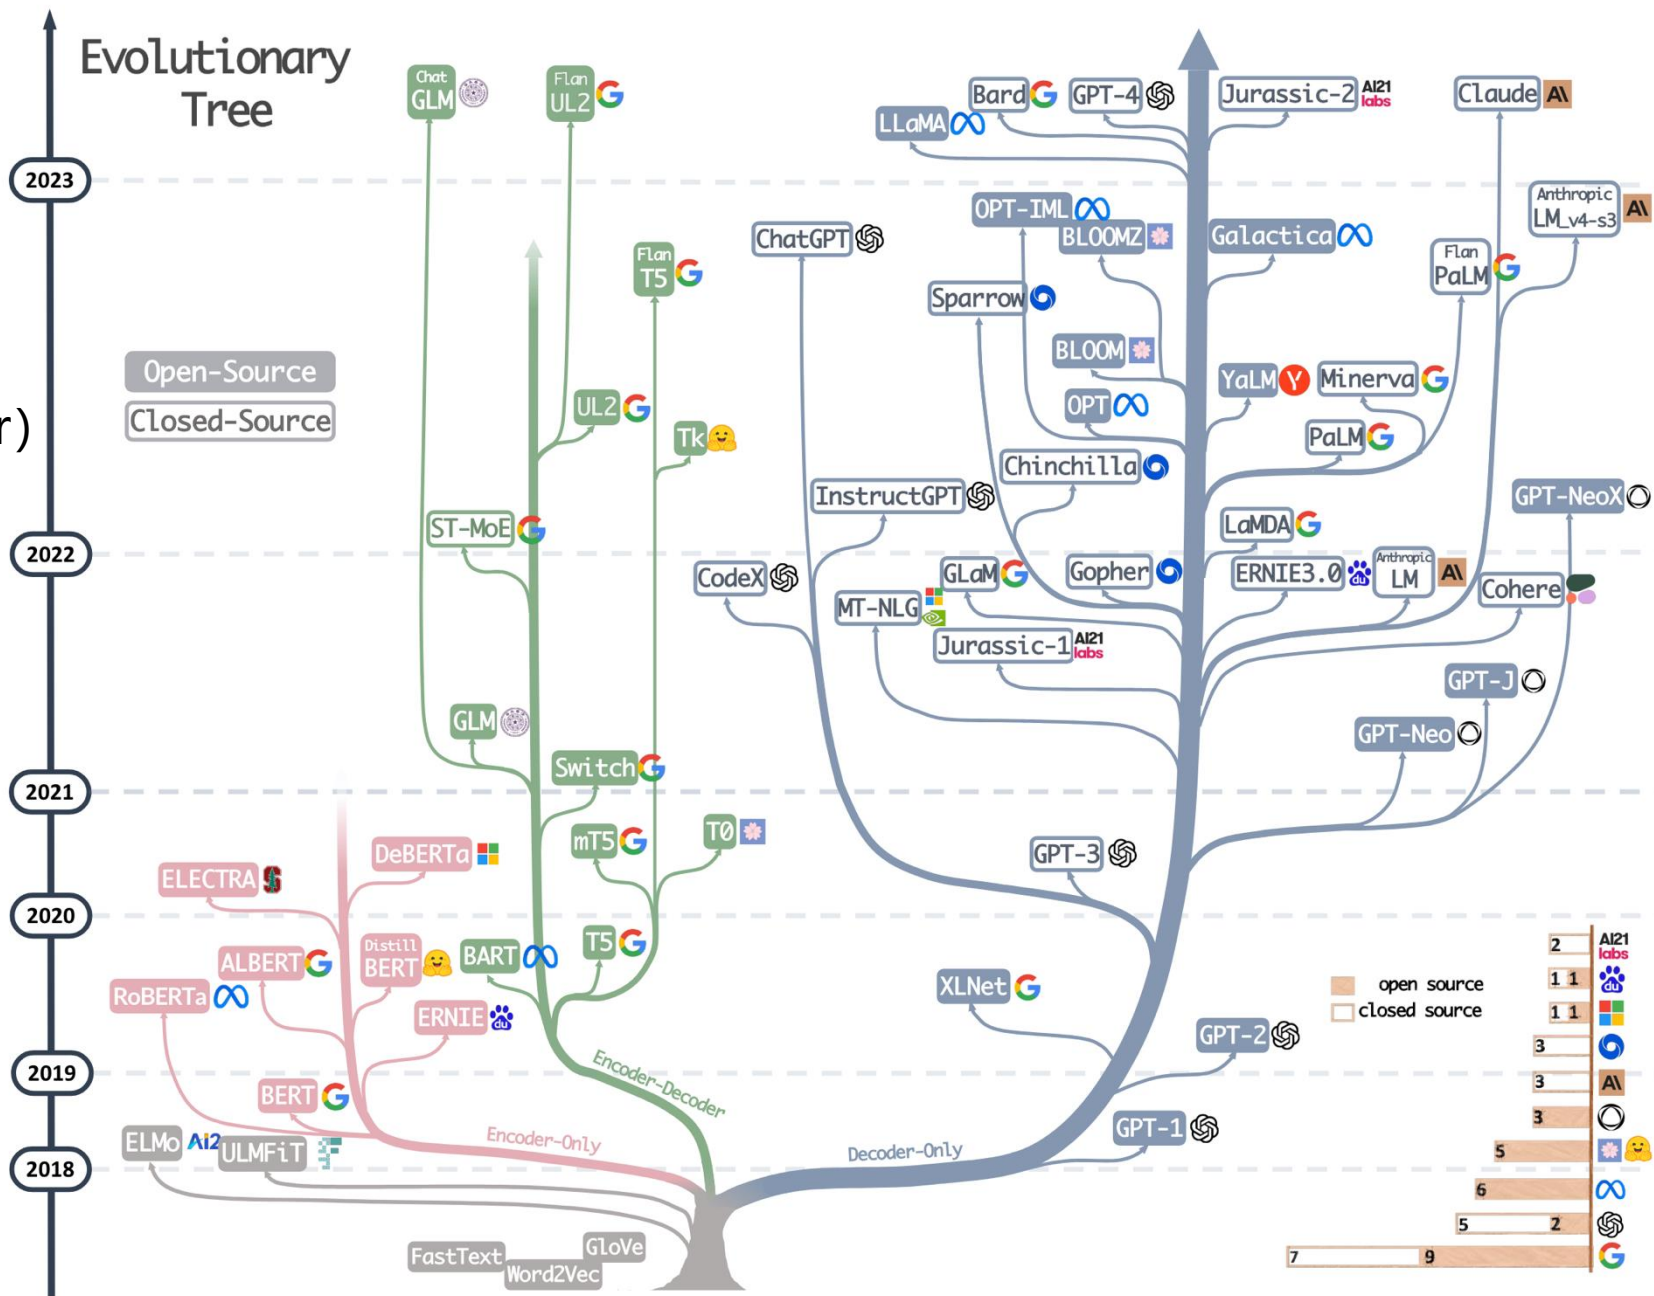 Evolutionary
Tree
Chat
GLM
Flan
UL2
Bard
GPT-4
Jurassic-2
AI21
labs
Claude
A\
LLaMA
2023
Anthropic
LM_v4-s3
A\
OPT-IML
ChatGPT
BLOOMZ
Galactica
Flan
T5
Flan
PaLM
Sparrow
BLOOM
Open-Source
YaLM
Y
Minerva
UL2
OPT
Closed-Source
r)
Tk
PaLM
Chinchilla
InstructGPT
GPT-NeoX
ST-MoE
LaMDA
2022
CodeX
GLaM
Gopher
ERNIE3.0
du
Anthropic
LM
A\
Cohere
MT-NLG
Jurassic-1
AI21
labs
GPT-J
GLM
GPT-Neo
Switch
2021
mT5
T0
DeBERTa
GPT-3
ELECTRA
S
2020
T5
Distill
BERT
BART
ALBERT
2
AI21
labs
RoBERTa
XLNet
open source
1 1
du
ERNIE
du
closed source
1 1
GPT-2
3
2019
Encoder-Decoder
3
A\
BERT
3
GPT-1
ELMo
AI2
ULMFiT
Encoder-Only
Decoder-Only
5
2018
6
5 2
GloVe
FastText
7 9
Word2Vec